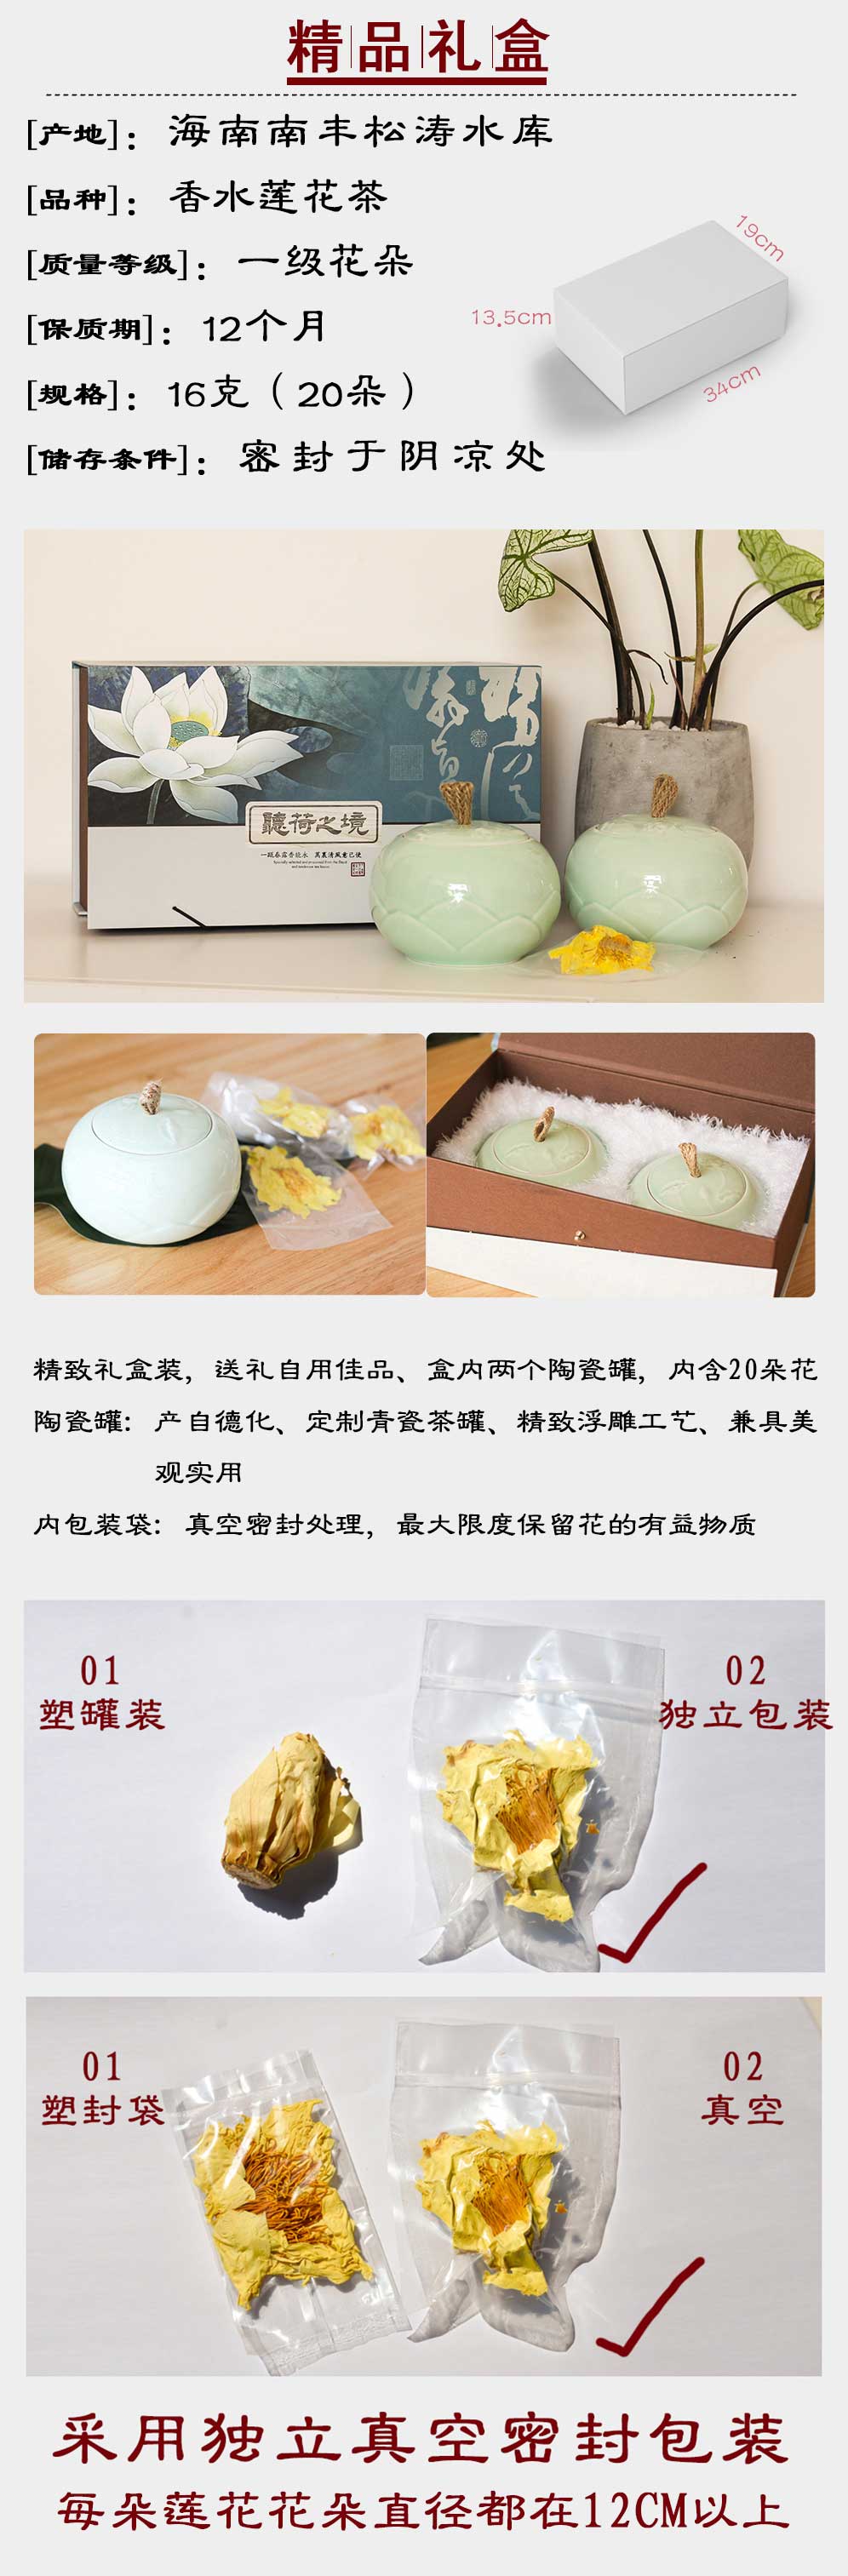 精品礼盒
[产地]：海南南丰松涛水库
[品种]：香水莲花茶
[质量等级]：一级花朵
[保质期]：12个月
[规格]：16克（20朵）
[储存条件]：密封于阴凉处
19cm
13.5cm
34cm
聽荷之境
精致礼盒装，送礼自用佳品、盒内两个陶瓷罐，内含20朵花
陶瓷罐：产自德化、定制青瓷茶罐、精致浮雕工艺、兼具美
观实用
内包装袋：真空密封处理，最大限度保留花的有益物质
01
塑罐装
02
独立包装
01
塑封袋
02
真空
采用独立真空密封包装
每朵莲花花朵直径都在12CM以上